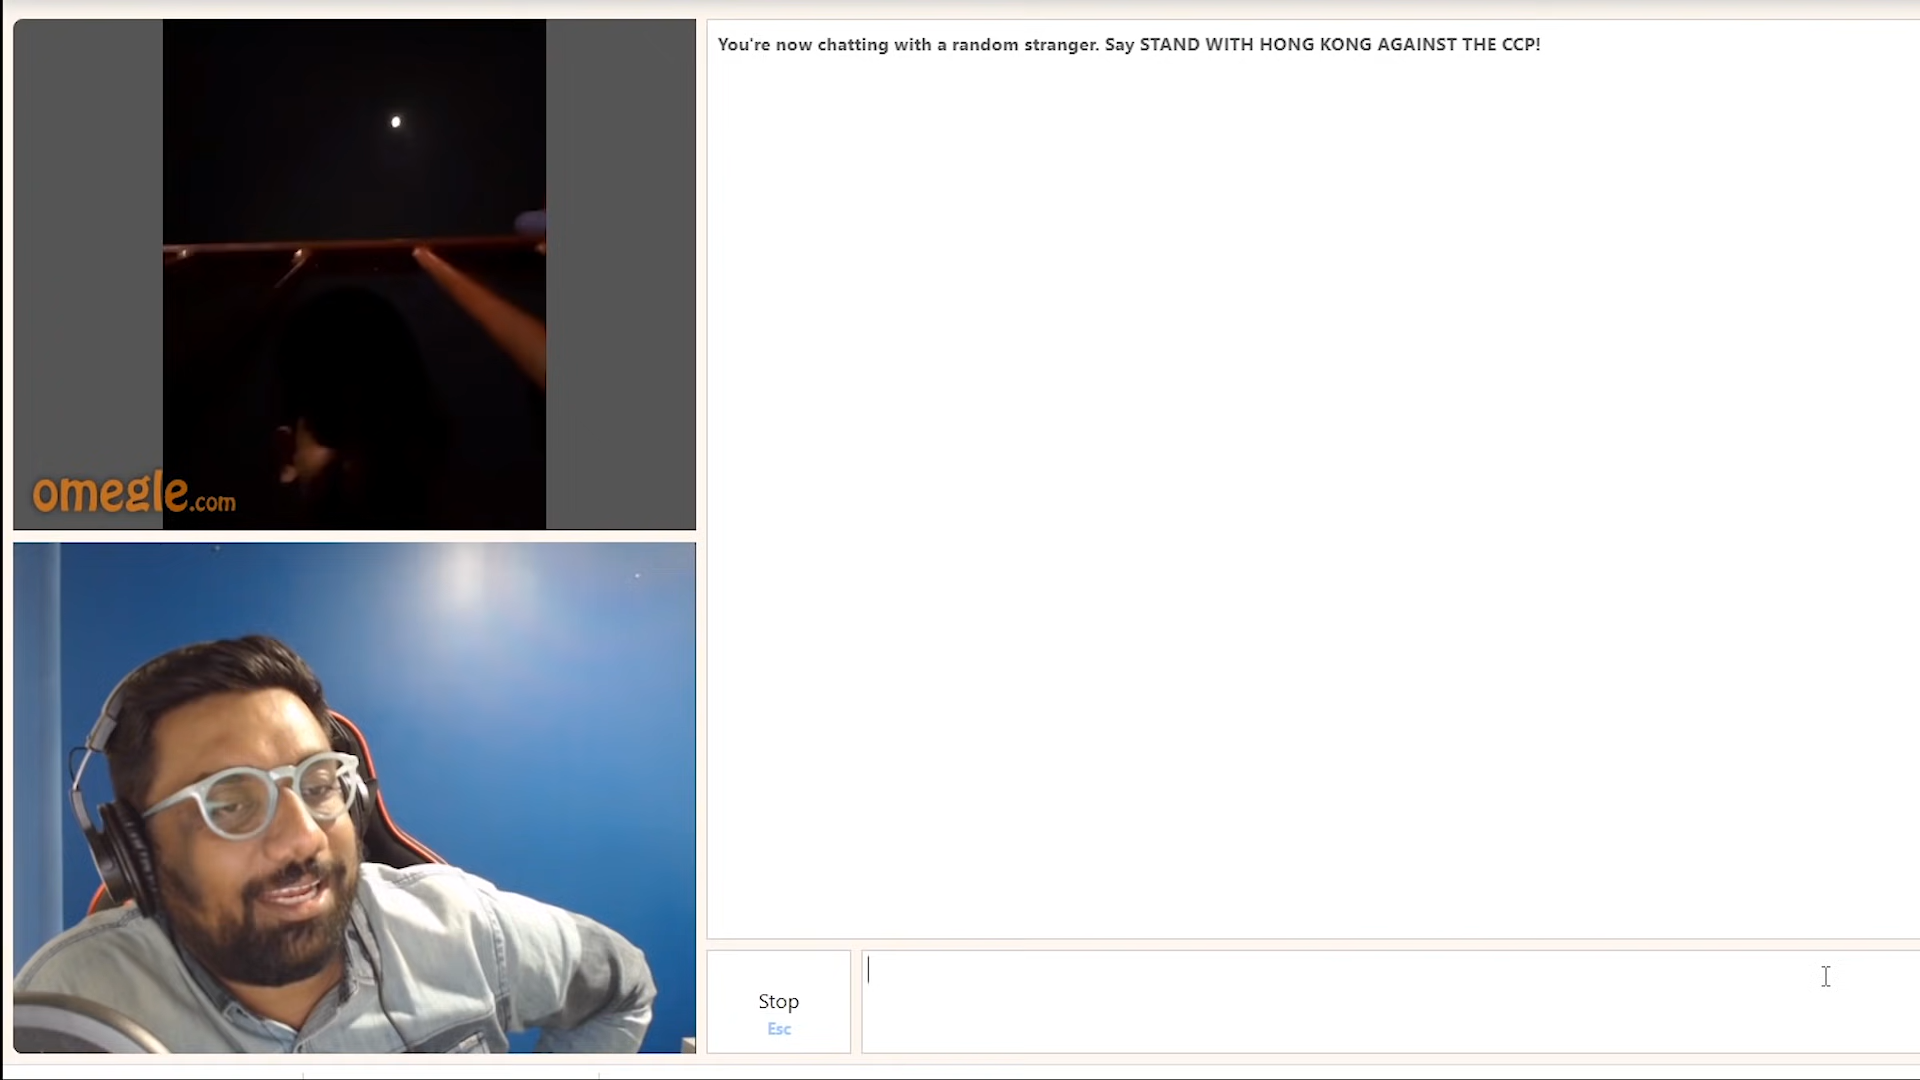 You're now chatting with a random stranger. Say STAND WITH HONG KONG AGAINST THE CCP!
omegle.com
Stop
Esc